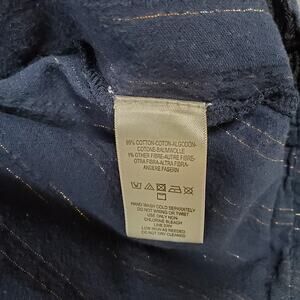 99% COTTON-COTON-ALGODÓN-
COTONE-BAUMWOLLE
1% OTHER FIBRE-AUTRE FIBRE-
OTRA FIBRA-ALTRA FIBRA-
ANDERE FASERN
HAND WASH COLD SEPARATELY
DO NOT WRING OR TWIST
USE ONLY NON
CHLORINE BLEACH
LINE DRY
LOW IRON AS NEEDED
DO NOT DRY CLEAN